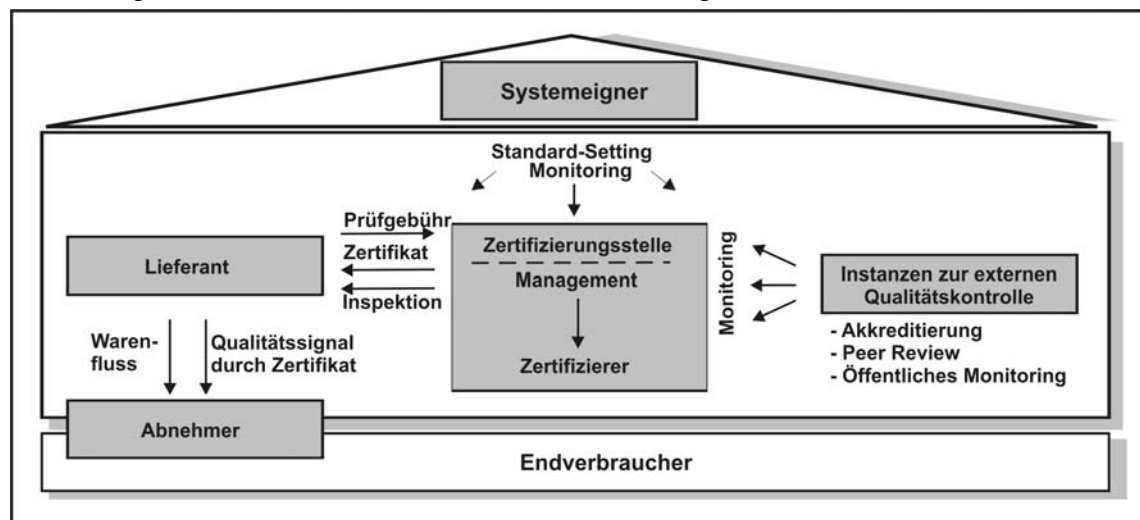 Systemeigner
Standard-Setting
Monitoring
Prüfgebühr
Zertifikat
Inspektion
Lieferant
Zertifizierungsstelle
Management
Zertifizierer
Monitoring
Instanzen zur externen
Qualitätskontrolle
- Akkreditierung
- Peer Review
- Öffentliches Monitoring
Waren-
fluss
Qualitätssignal
durch Zertifikat
Abnehmer
Endverbraucher